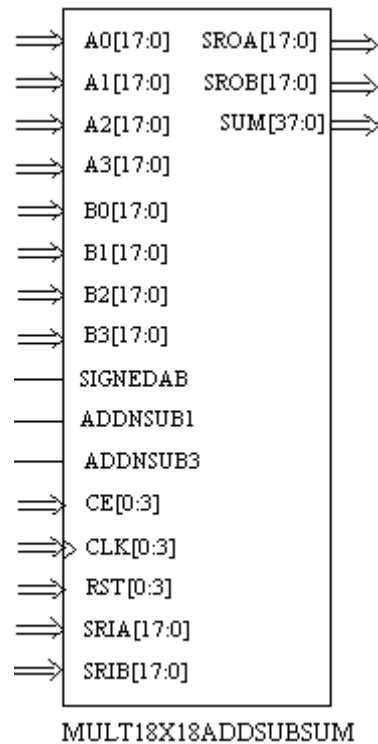 A0[17:0] SROA[17:0]
A1[17:0] SROB[17:0]
A2[17:0] SUM[37:0]
A3[17:0]
B0[17:0]
B1[17:0]
B2[17:0]
B3[17:0]
SIGNEDAB
ADDNSUB1
ADDNSUB3
CE[0:3]
CLK[0:3]
RST[0:3]
SRIA[17:0]
SRIB[17:0]
MULT18X18ADDSUBSUM